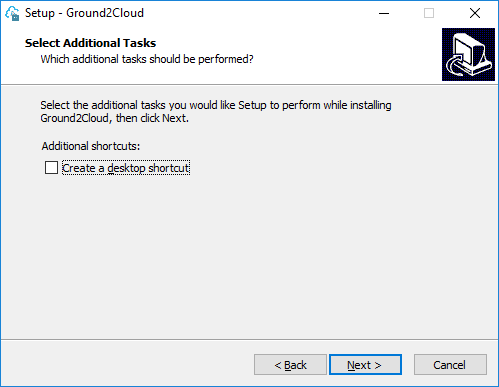 Setup - Ground2Cloud
Select Additional Tasks
Which additional tasks should be performed?
Select the additional tasks you would like Setup to perform while installing
Ground2Cloud, then click Next.
Additional shortcuts:
Create a desktop shortcut
< Back
Next >
Cancel